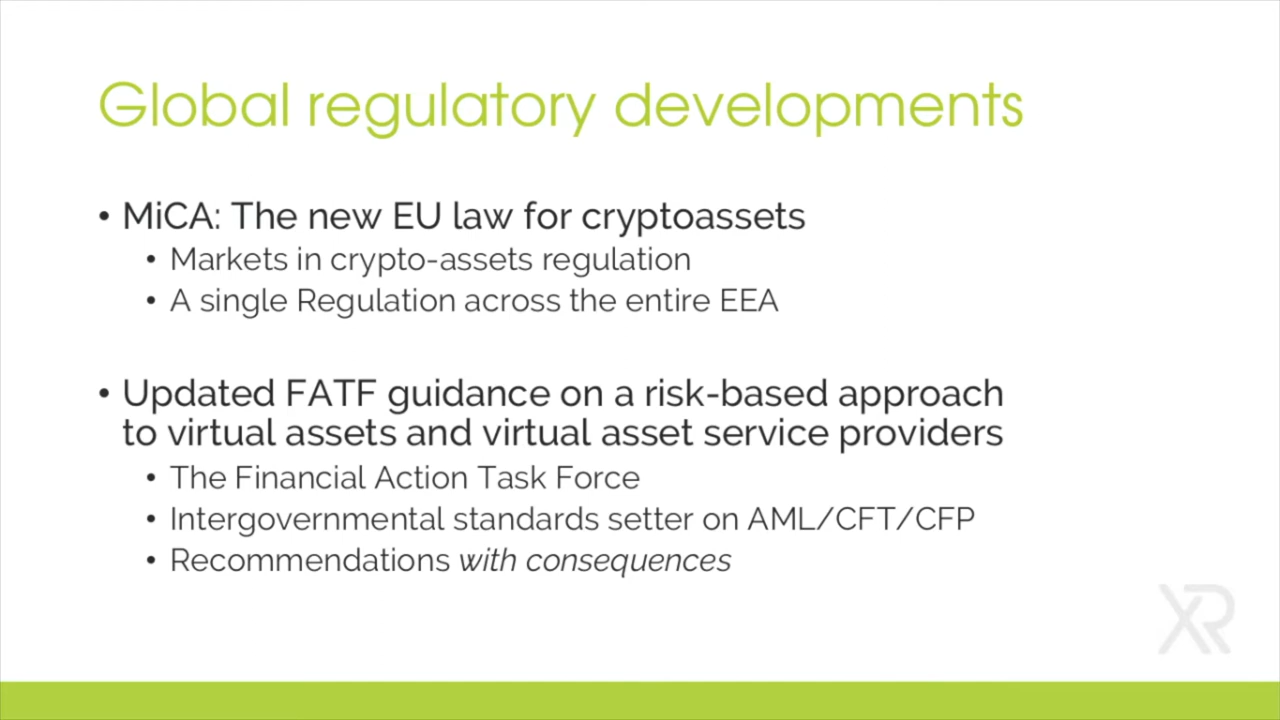 Global regulatory developments
• MiCA: The new EU law for cryptoassets
• Markets in crypto-assets regulation
• A single Regulation across the entire EEA
• Updated FATF guidance on a risk-based approach
to virtual assets and virtual asset service providers
• The Financial Action Task Force
• Intergovernmental standards setter on AML/CFT/CFP
• Recommendations with consequences
XR